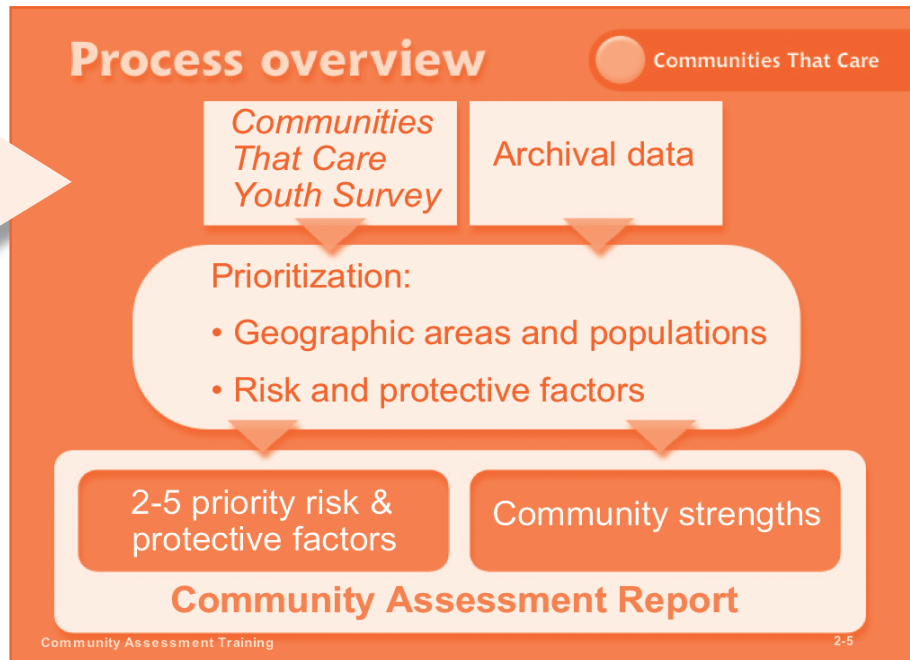 Process overview
Communities That Care
Communities
That Care
Youth Survey
Archival data
Prioritization:
• Geographic areas and populations
• Risk and protective factors
2-5 priority risk &
protective factors
Community strengths
Community Assessment Report
Community Assessment Training
2-5